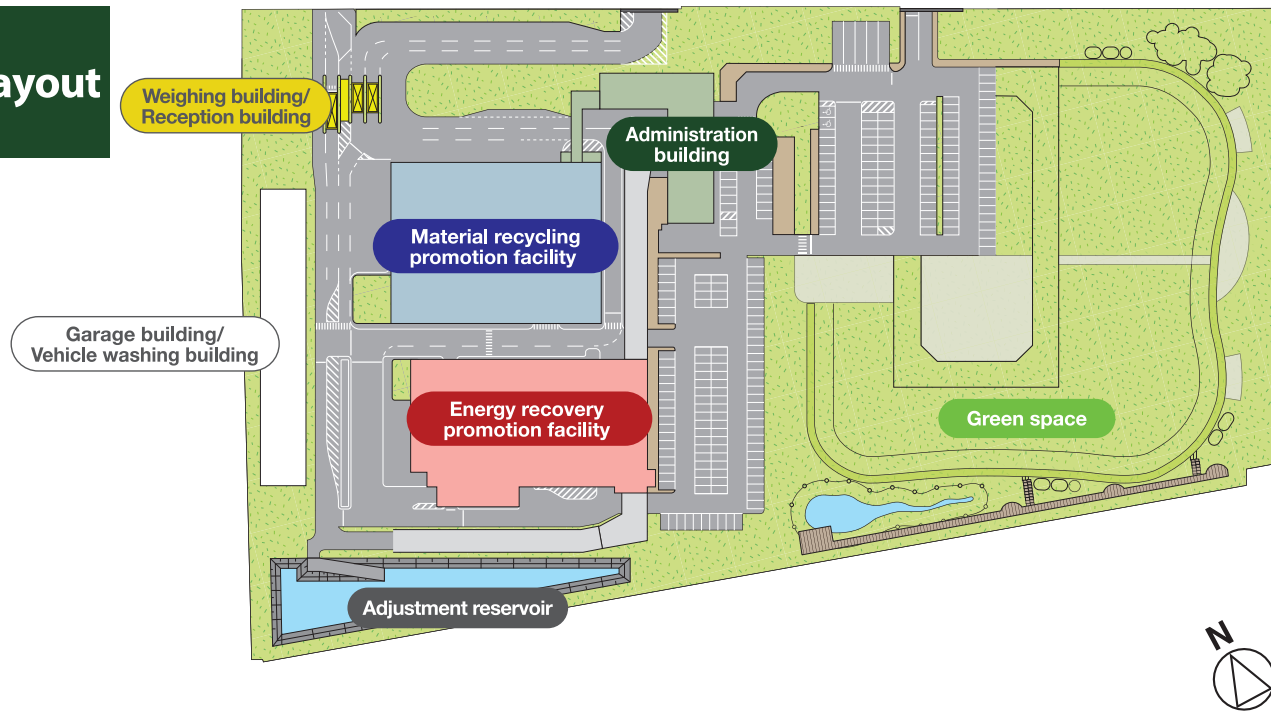 ayout
Weighing building/
Reception building
Administration
building
Material recycling
promotion facility
Garage building/
Vehicle washing building
Energy recovery
promotion facility
Green space
Adjustment reservoir
N